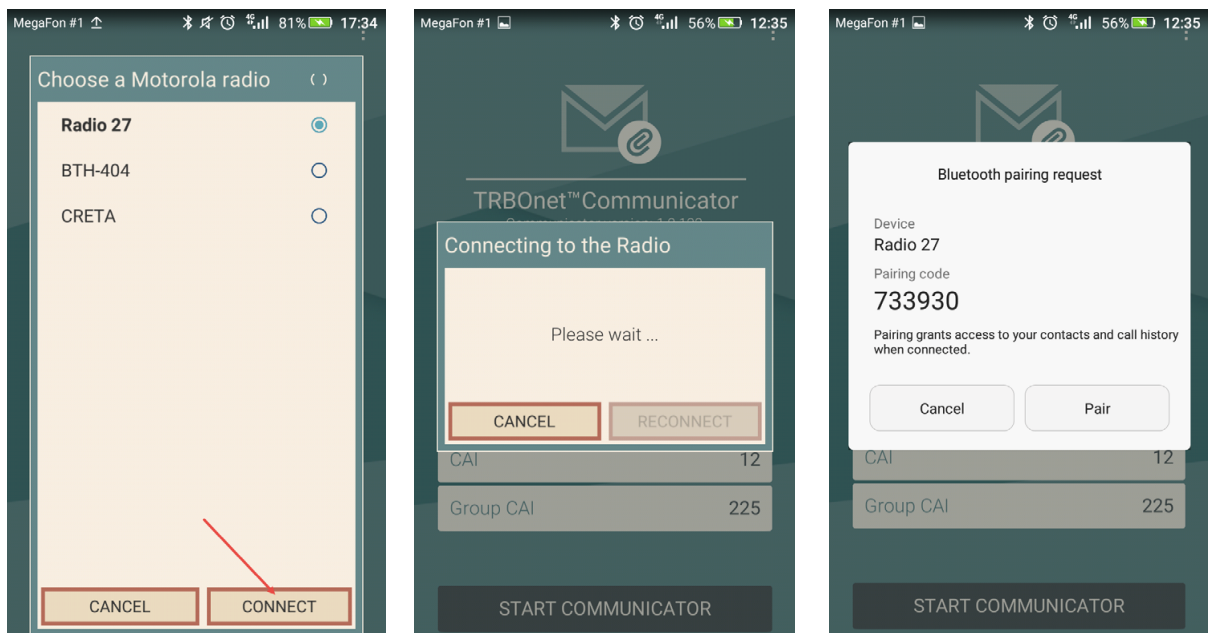 MegaFon #1 81% 17:34
Choose a Motorola radio
Radio 27
BTH-404
CRETA
CANCEL CONNECT
MegaFon #1 4G 56% 12:35
TRBOnet™Communicator
Connecting to the Radio
Please wait ...
CANCEL RECONNECT
CAI 12
Group CAI 225
START COMMUNICATOR
MegaFon #1 4G 56% 12:35
Bluetooth pairing request
Device
Radio 27
Pairing code
733930
Pairing grants access to your contacts and call history
when connected.
Cancel Pair
CAI 12
Group CAI 225
START COMMUNICATOR